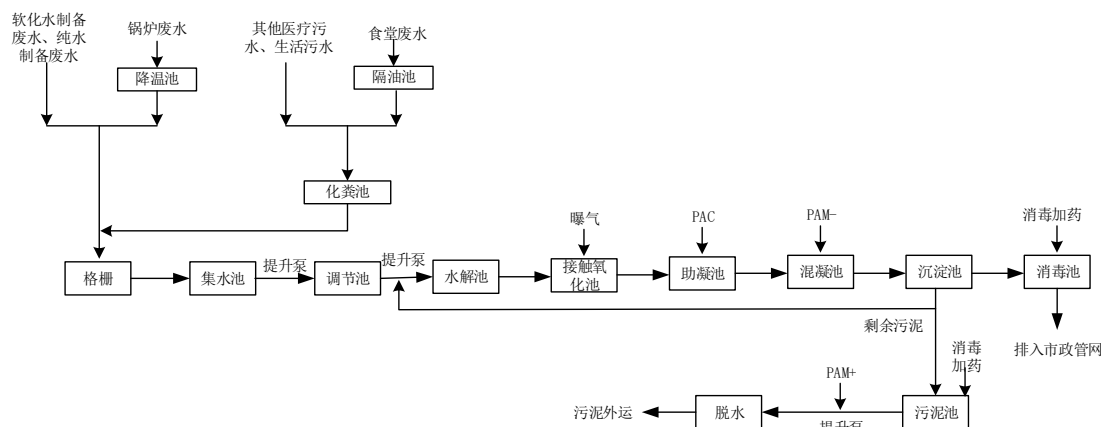 软化水制备
废水、纯水
制备废水
锅炉废水
其他医疗污
水、生活污水
食堂废水
降温池
隔油池
化粪池
曝气
PAC
PAM-
消毒加药
格栅
集水池
提升泵
调节池
提升泵
水解池
接触氧
化池
助凝池
混凝池
沉淀池
消毒池
剩余污泥
消毒
加药
排入市政管网
PAM+
污泥外运
脱水
提升泵
污泥池